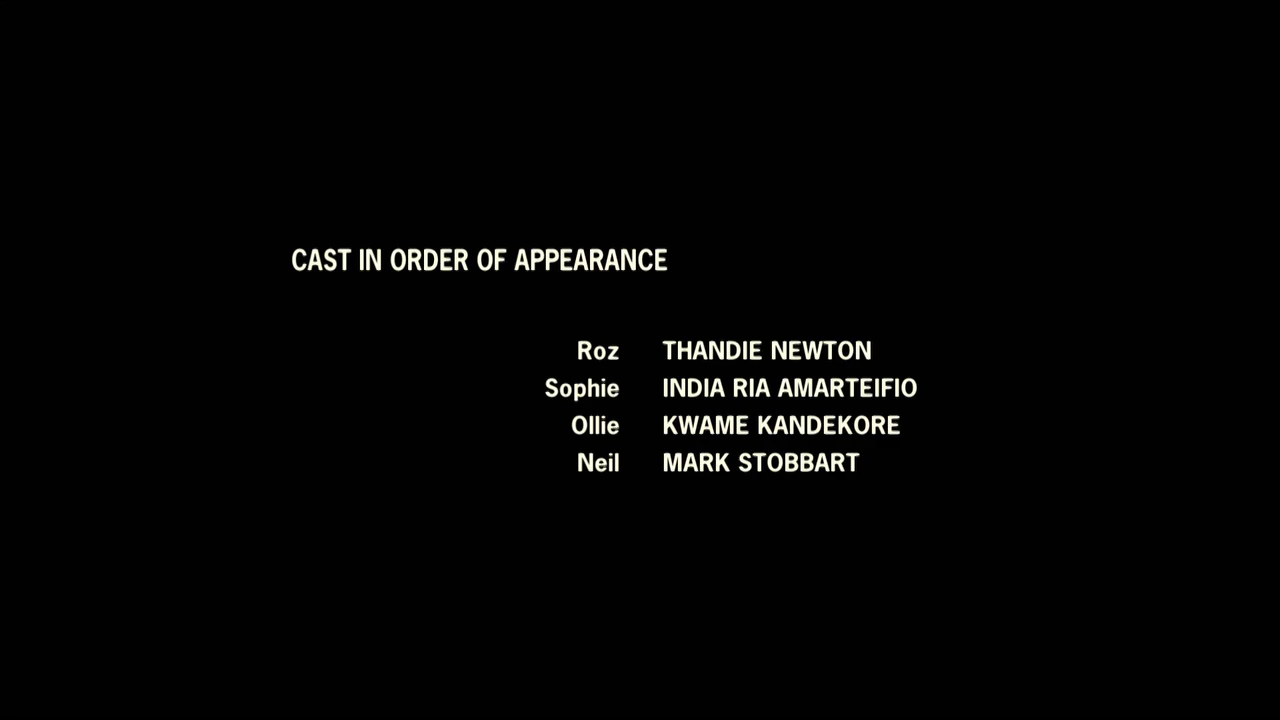 CAST IN ORDER OF APPEARANCE
Roz THANDIE NEWTON
Sophie INDIA RIA AMARTEIFIO
Ollie KWAME KANDEKORE
Neil MARK STOBBART